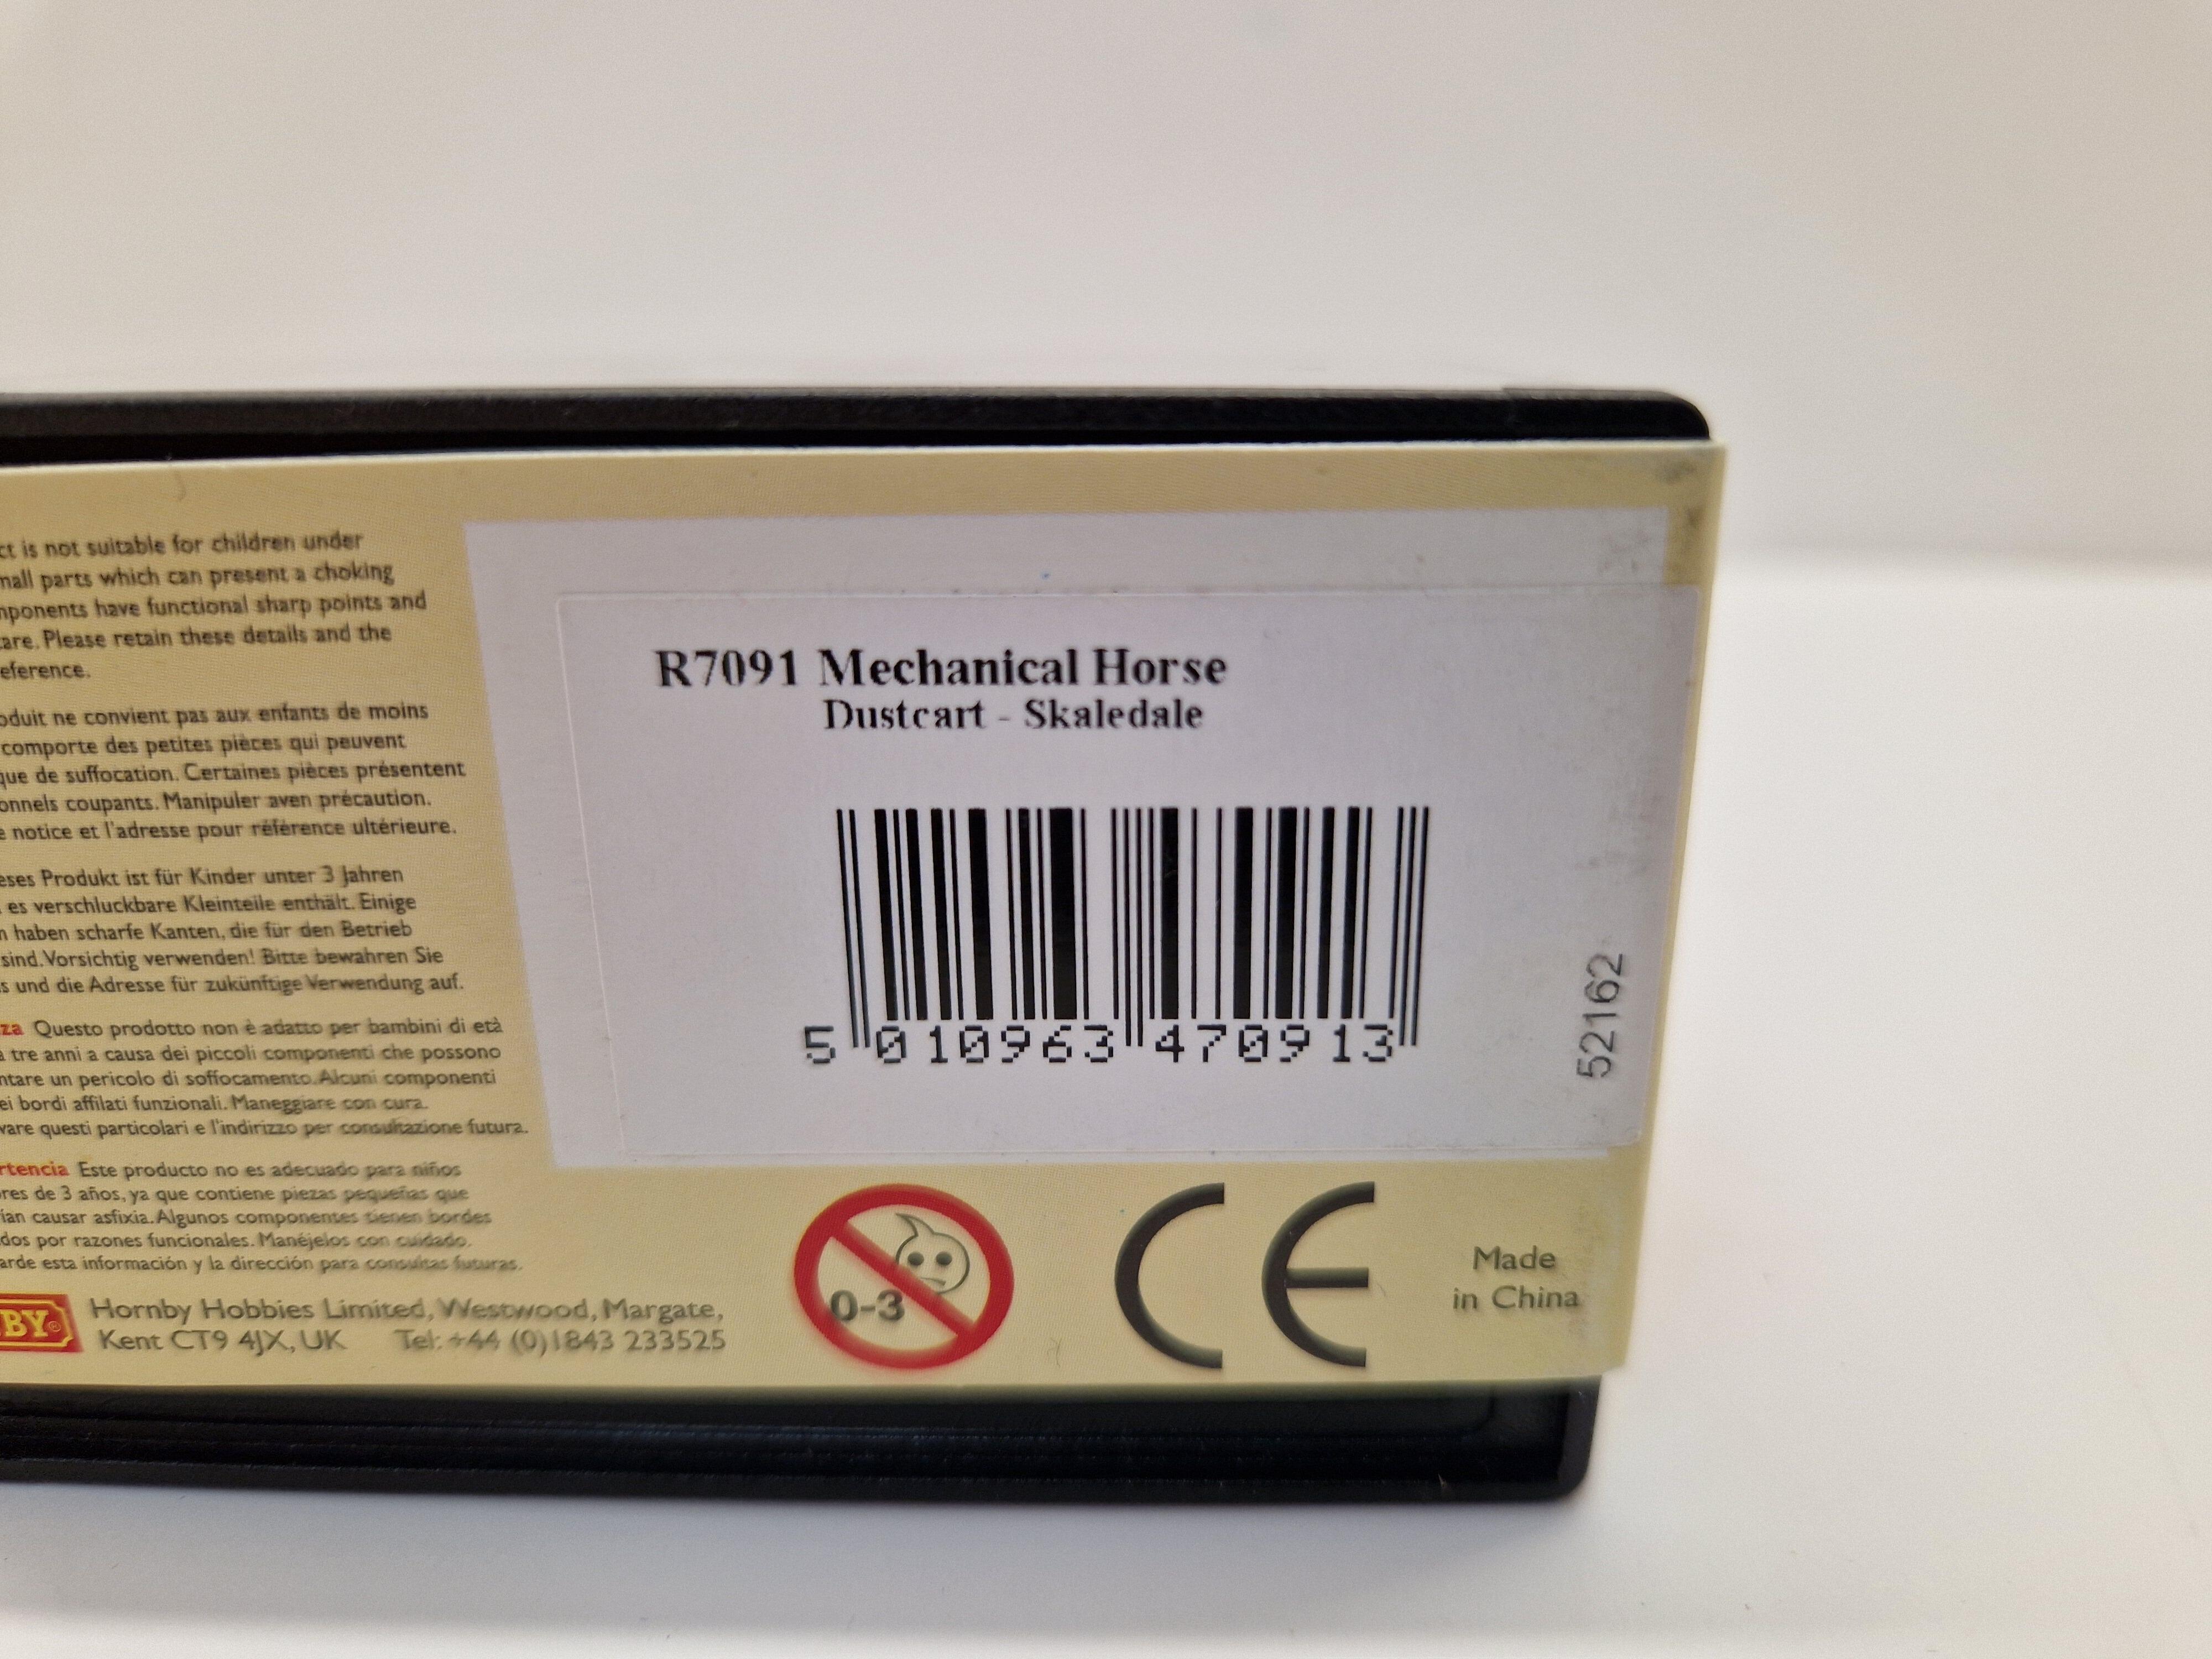 ct is not suitable for children under
mall parts which can present a choking
mponents have functional sharp points and
care. Please retain these details and the
eference.
oduit ne convient pas aux enfants de moins
comporte des petites pièces qui peuvent
que de suffocation. Certaines pièces présentent
onnels coupants. Manipuler aven précaution.
e notice et l'adresse pour référence ultérieure.
eses Produkt ist für Kinder unter 3 Jahren
es verschluckbare Kleinteile enthält. Einige
n haben scharfe Kanten, die für den Betrieb
sind. Vorsichtig verwenden! Bitte bewahren Sie
s und die Adresse für zukünftige Verwendung auf.
za Questo prodotto non è adatto per bambini di età
a tre anni a causa dei piccoli componenti che possono
ntare un pericolo di soffocamento. Alcuni componenti
ei bordi affilati funzionali. Maneggiare con cura.
vare questi particolari e l'indirizzo per consultazione futura.
rtencia Este producto no es adecuado para niños
ores de 3 años, ya que contiene piezas pequeñas que
ían causar asfixia. Algunos componentes tienen bordes
dos por razones funcionales. Manéjelos con cuidado.
arde esta información y la dirección para consultas futuras.
BY®
Hornby Hobbies Limited, Westwood, Margate,
Kent CT9 4JX, UK Tel: +44 (0)1843 233525
R7091 Mechanical Horse
Dustcart - Skaledale
5 010963 470913
52162
0-3
CE
Made
in China